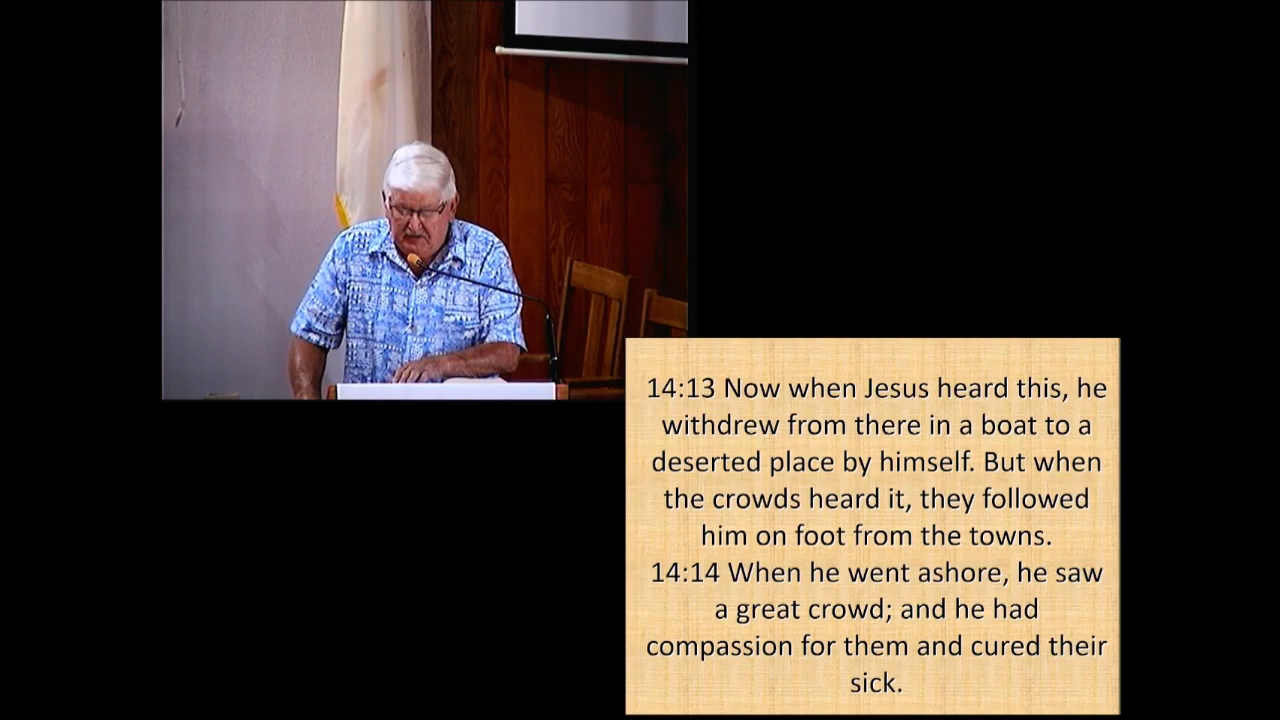 14:13 Now when Jesus heard this, he
withdrew from there in a boat to a
deserted place by himself. But when
the crowds heard it, they followed
him on foot from the towns.
14:14 When he went ashore, he saw
a great crowd; and he had
compassion for them and cured their
sick.